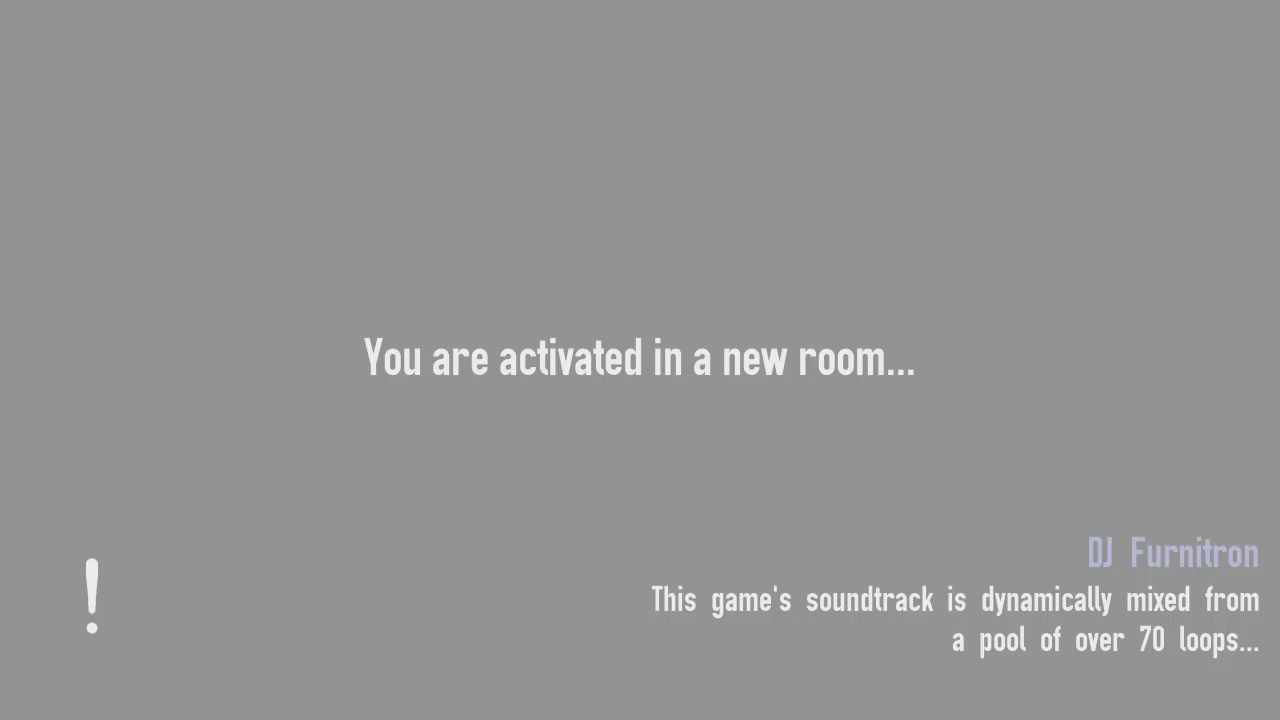 You are activated in a new room...
!
DJ Furnitron
This game's soundtrack is dynamically mixed from
a pool of over 70 loops...